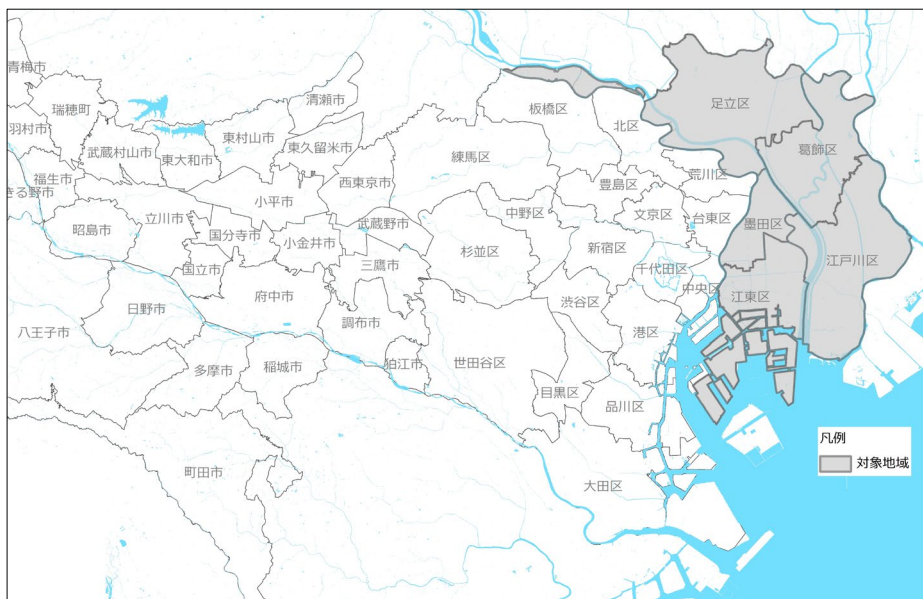 青梅市
瑞穂町
羽村市
武蔵村山市
東大和市
東村山市
清瀬市
東久留米市
福生市
きる野市
昭島市
立川市
小平市
西東京市
国分寺市
小金井市
武蔵野市
国立市
府中市
三鷹市
八王子市
日野市
調布市
狛江市
多摩市
稲城市
町田市
板橋区
北区
足立区
葛飾区
練馬区
豊島区
荒川区
中野区
文京区
台東区
墨田区
杉並区
新宿区
千代田区
江戸川区
渋谷区
中央区
江東区
港区
世田谷区
目黒区
品川区
大田区
凡例
対象地域